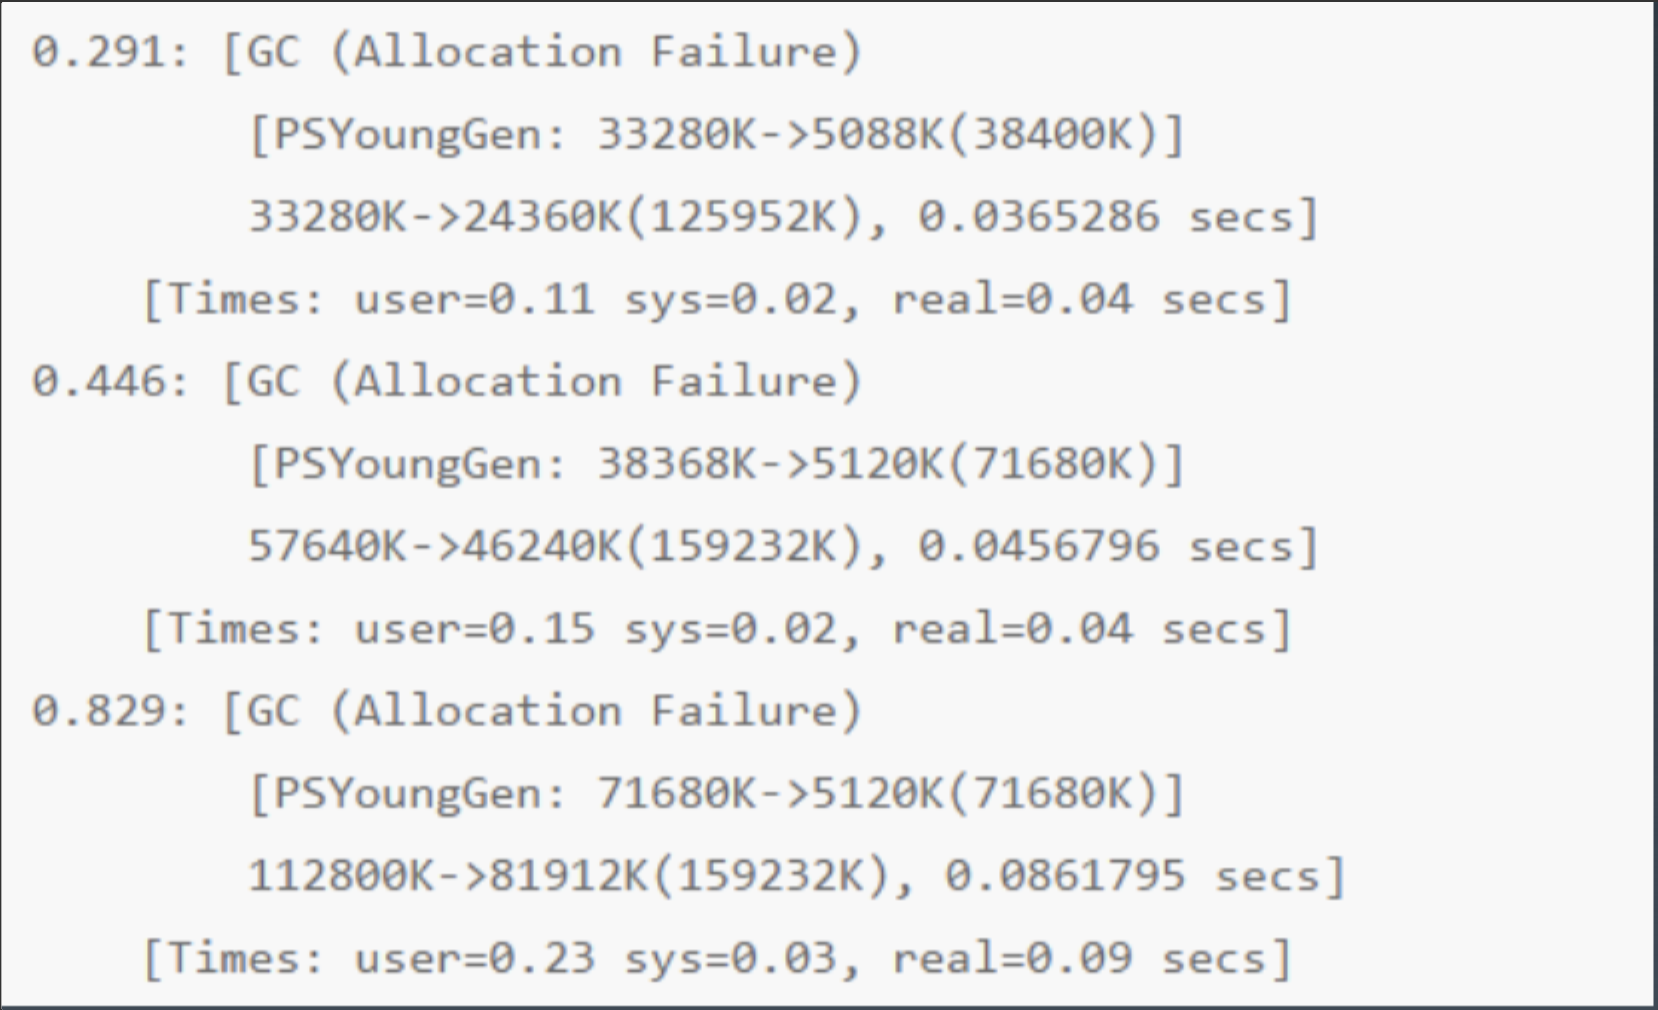 0.291: [GC (Allocation Failure)
[PSYoungGen: 33280K->5088K(38400K)]
33280K->24360K(125952K), 0.0365286 secs]
[Times: user=0.11 sys=0.02, real=0.04 secs]
0.446: [GC (Allocation Failure)
[PSYoungGen: 38368K->5120K(71680K)]
57640K->46240K(159232K), 0.0456796 secs]
[Times: user=0.15 sys=0.02, real=0.04 secs]
0.829: [GC (Allocation Failure)
[PSYoungGen: 71680K->5120K(71680K)]
112800K->81912K(159232K), 0.0861795 secs]
[Times: user=0.23 sys=0.03, real=0.09 secs]